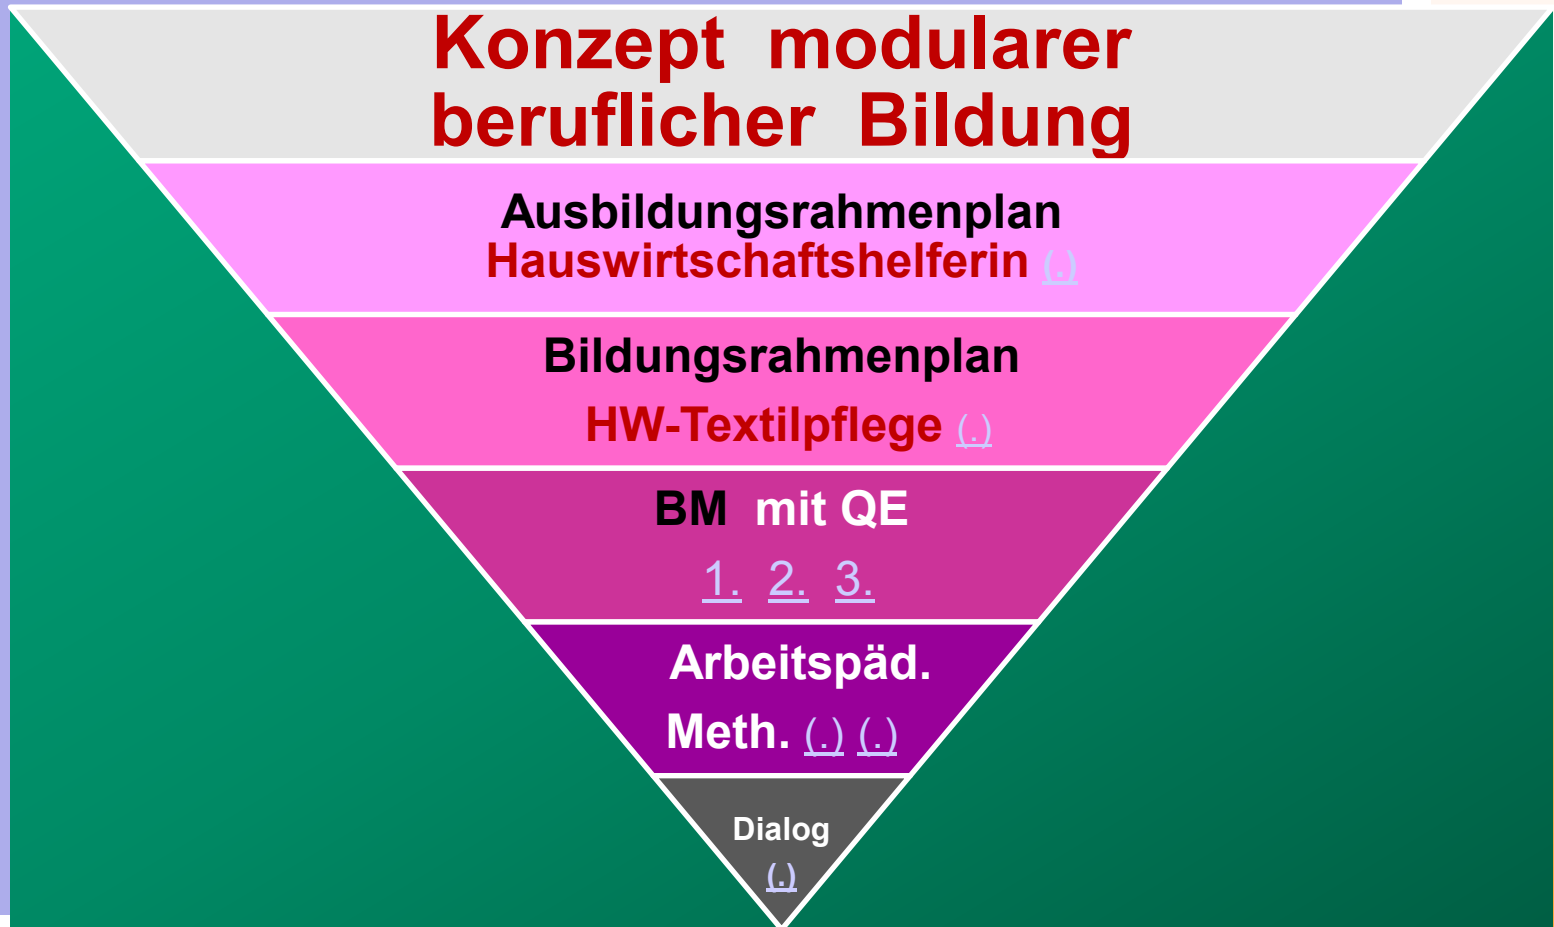 Konzept modularer
beruflicher Bildung
Ausbildungsrahmenplan
Hauswirtschaftshelferin (.)
Bildungsrahmenplan
HW-Textilpflege (.)
BM mit QE
1. 2. 3.
Arbeitspäd.
Meth. (.) (.)
Dialog
(.)